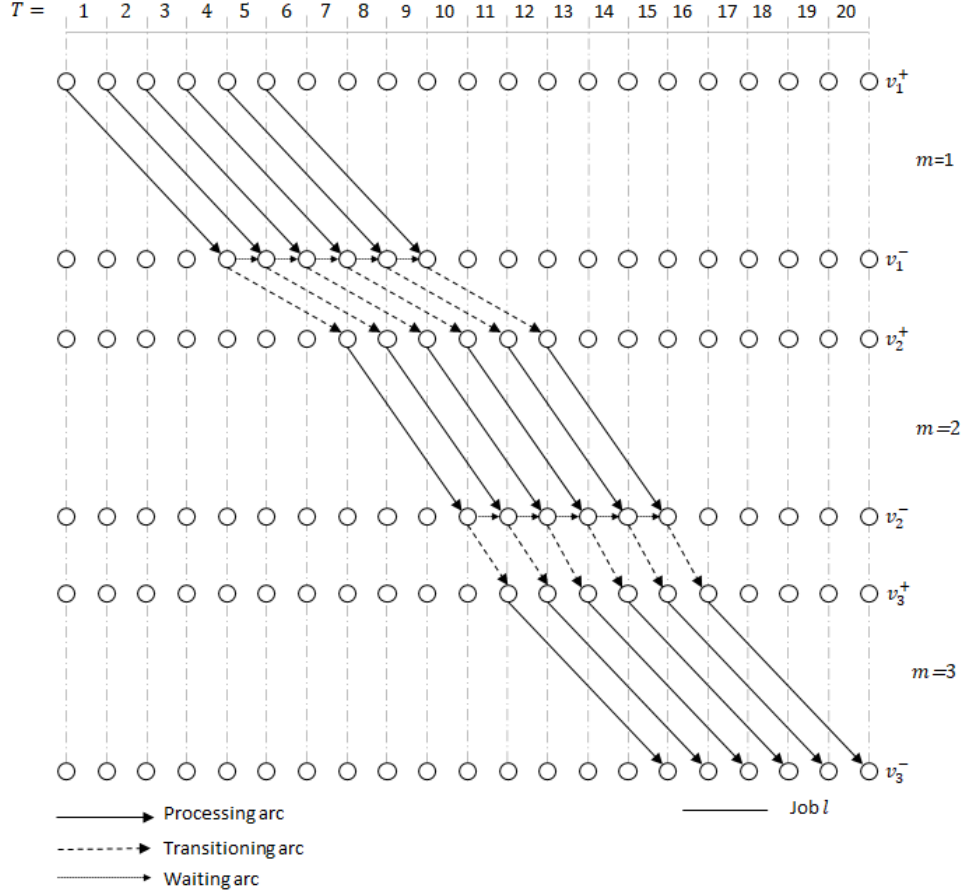 T = 1 2 3 4 5 6 7 8 9 10 11 12 13 14 15 16 17 18 19 20
v₁⁺
m=1
v₁⁻
v₂⁺
m=2
v₂⁻
v₃⁺
m=3
v₃⁻
Processing arc
Job l
Transitioning arc
Waiting arc